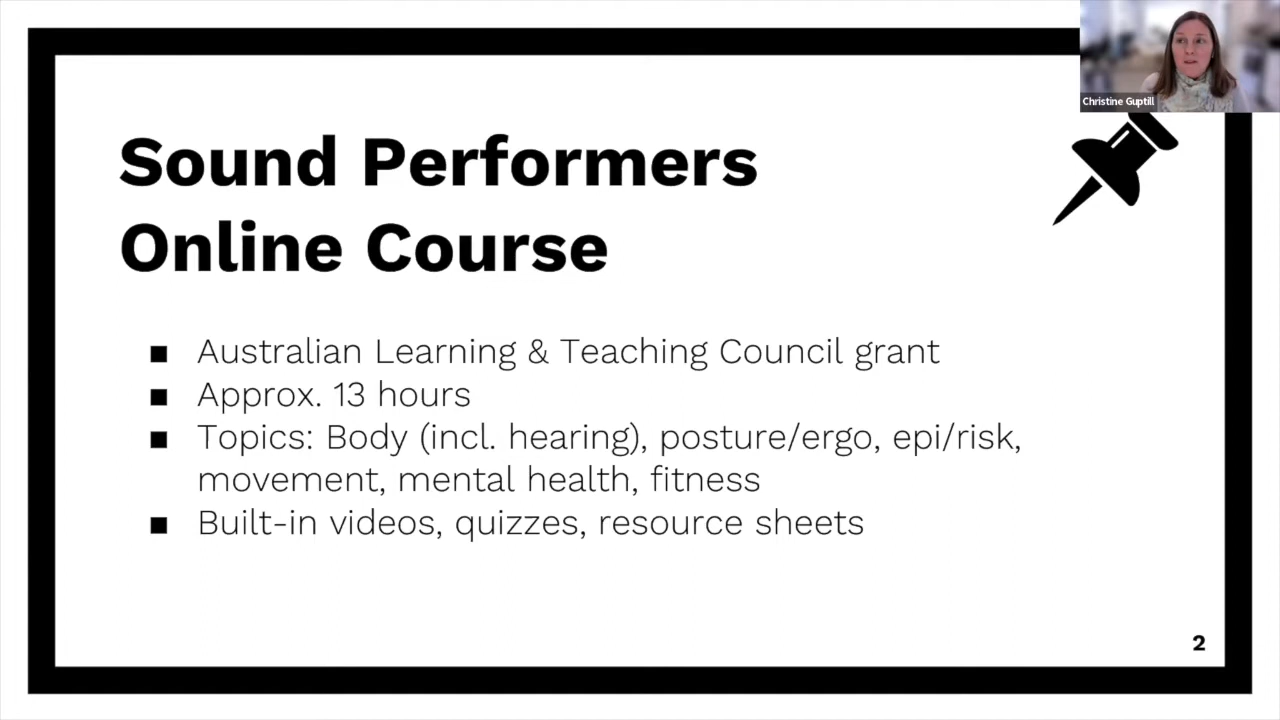 Christine Guptill
Sound Performers
Online Course
■ Australian Learning & Teaching Council grant
■ Approx. 13 hours
■ Topics: Body (incl. hearing), posture/ergo, epi/risk,
movement, mental health, fitness
■ Built-in videos, quizzes, resource sheets
2